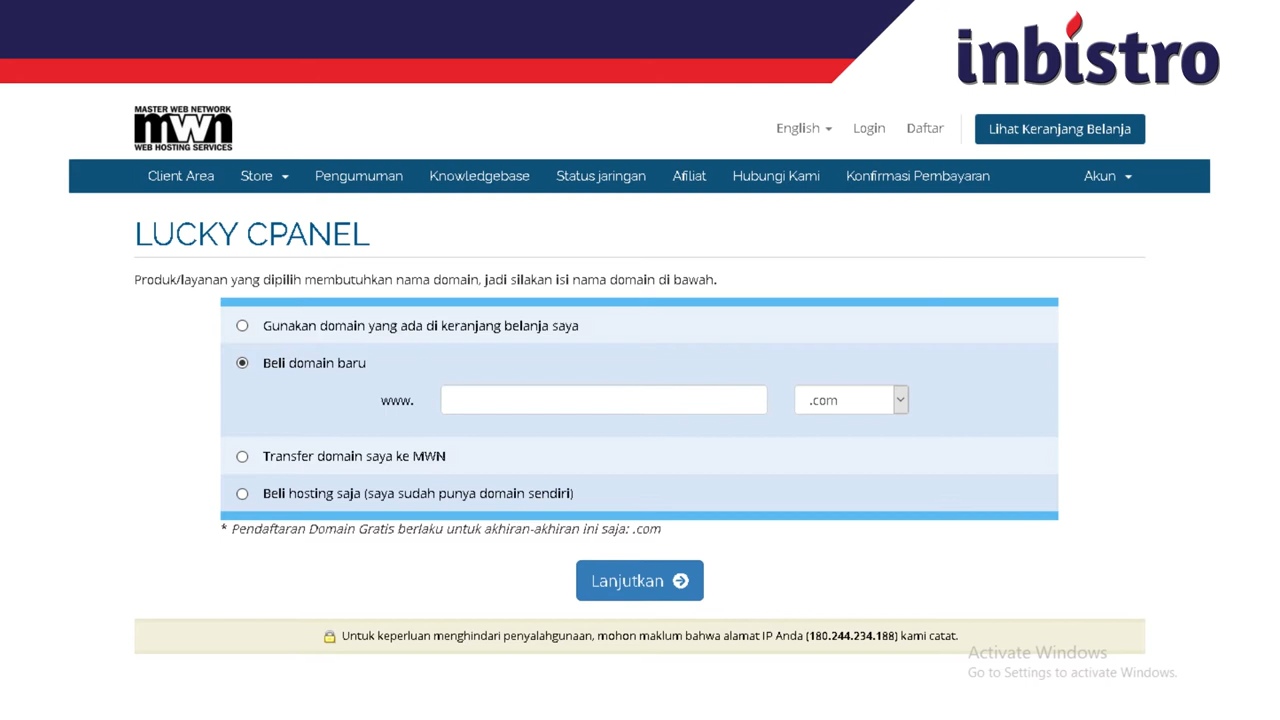 inbistro
MASTER WEB NETWORK
mwn
WEB HOSTING SERVICES
English Login Daftar Lihat Keranjang Belanja
Client Area Store Pengumuman Knowledgebase Status jaringan Afiliat Hubungi Kami Konfirmasi Pembayaran Akun
LUCKY CPANEL
Produk/layanan yang dipilih membutuhkan nama domain, jadi silakan isi nama domain di bawah.
Gunakan domain yang ada di keranjang belanja saya
Beli domain baru
www. .com
Transfer domain saya ke MWN
Beli hosting saja (saya sudah punya domain sendiri)
* Pendaftaran Domain Gratis berlaku untuk akhiran-akhiran ini saja: .com
Lanjutkan
Untuk keperluan menghindari penyalahgunaan, mohon maklum bahwa alamat IP Anda (180.244.234.188) kami catat.
Activate Windows
Go to Settings to activate Windows.